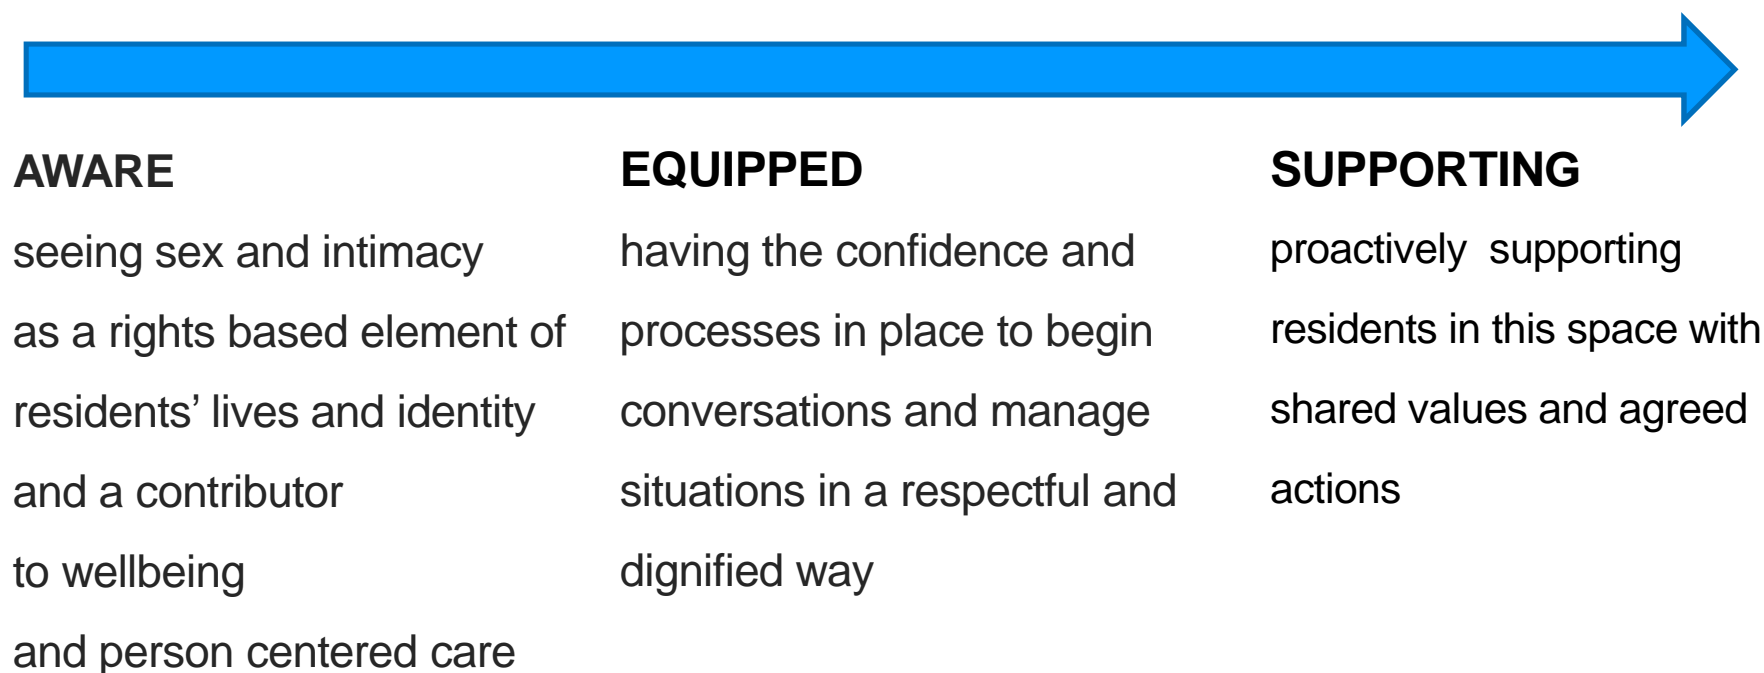 AWARE
seeing sex and intimacy
as a rights based element of
residents’ lives and identity
and a contributor
to wellbeing
and person centered care
EQUIPPED
having the confidence and
processes in place to begin
conversations and manage
situations in a respectful and
dignified way
SUPPORTING
proactively  supporting
residents in this space with
shared values and agreed
actions